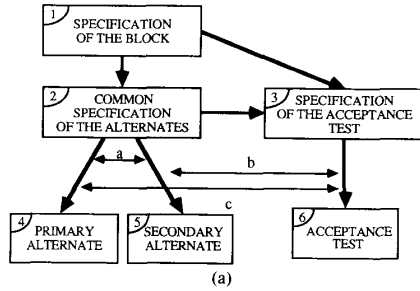 1
SPECIFICATION
OF THE BLOCK
2
COMMON
SPECIFICATION
OF THE ALTERNATES
3
SPECIFICATION
OF THE ACCEPTANCE
TEST
a
b
c
4
PRIMARY
ALTERNATE
5
SECONDARY
ALTERNATE
6
ACCEPTANCE
TEST
(a)